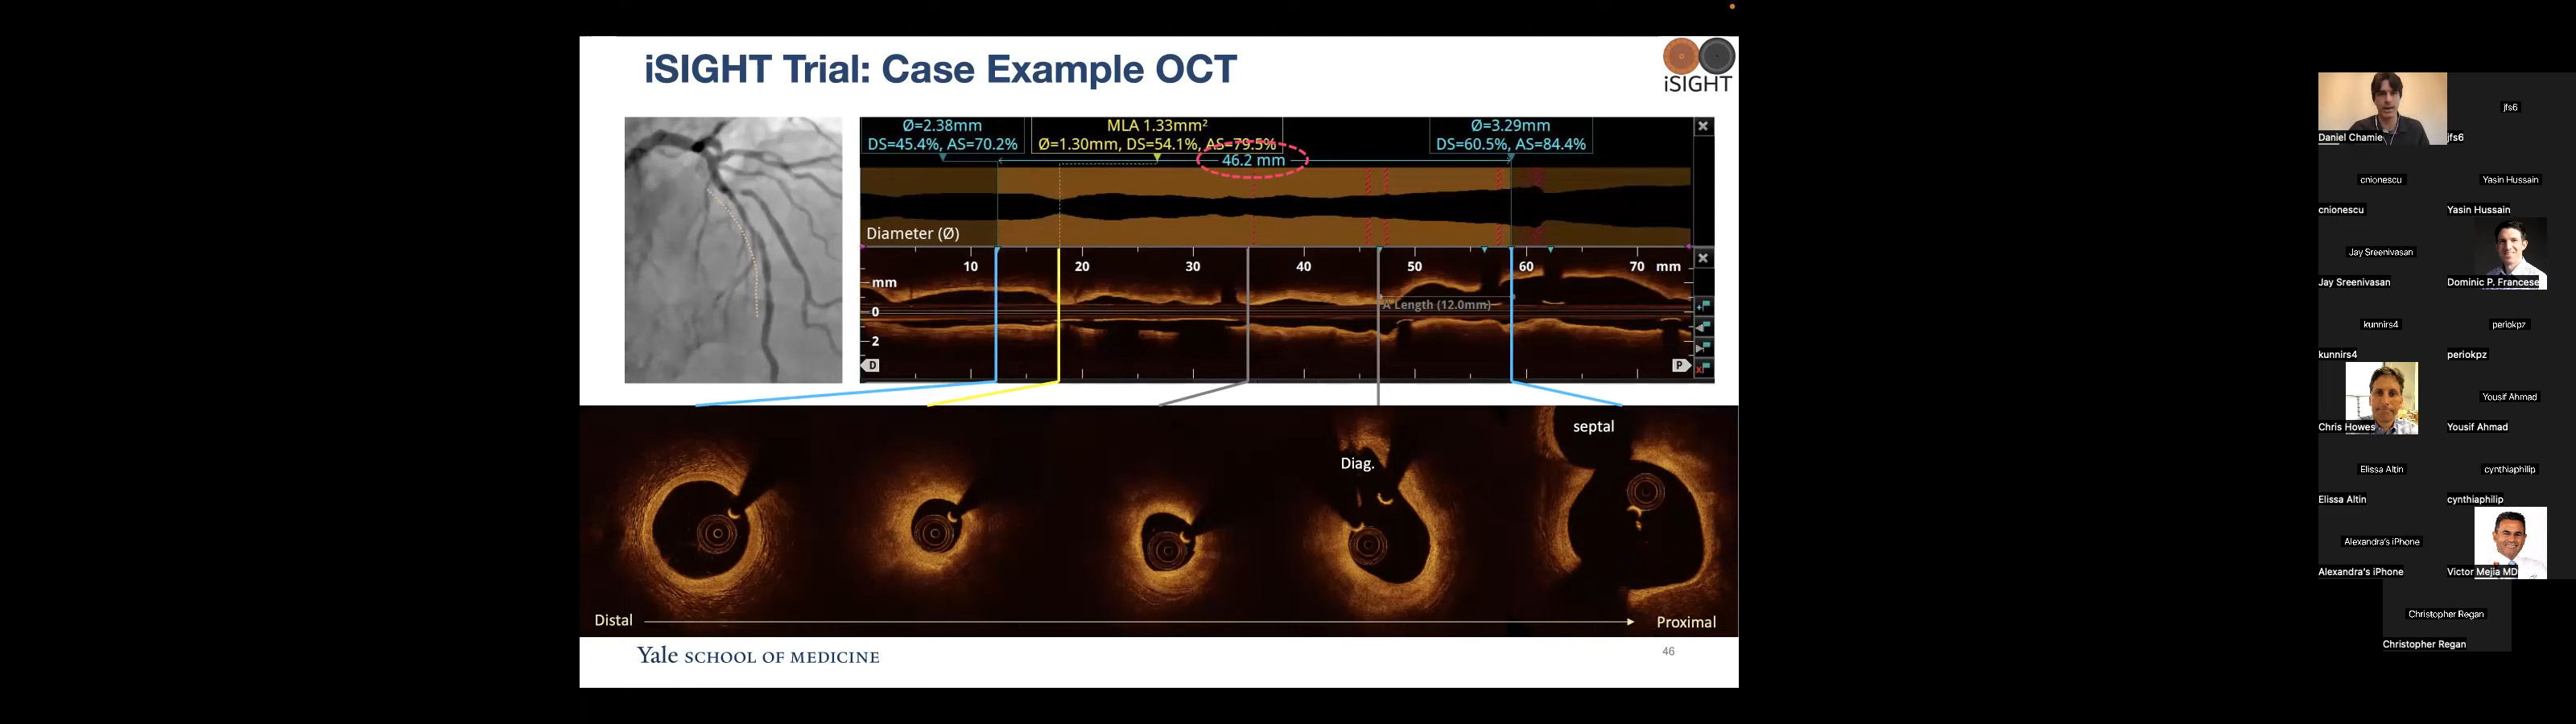 iSIGHT Trial: Case Example OCT
iSIGHT
Ø=2.38mm
DS=45.4%, AS=70.2%
MLA 1.33mm²
Ø=1.30mm, DS=54.1%, AS=79.5%
Ø=3.29mm
DS=60.5%, AS=84.4%
46.2 mm
Diameter (Ø)
10 20 30 40 50 60 70 mm
mm
0
2
A Length (12.0mm)
D
P
septal
Diag.
Distal
Proximal
Yale SCHOOL OF MEDICINE
46
Daniel Chamie
jfs6
jfs6
cnionescu
cnionescu
Yasin Hussain
Yasin Hussain
Jay Sreenivasan
Jay Sreenivasan
Dominic P. Francese
kunnirs4
kunnirs4
periokpz
periokpz
Chris Howes
Yousif Ahmad
Yousif Ahmad
Elissa Altin
Elissa Altin
cynthiaphilip
cynthiaphilip
Alexandra's iPhone
Alexandra's iPhone
Victor Mejia MD
Christopher Regan
Christopher Regan